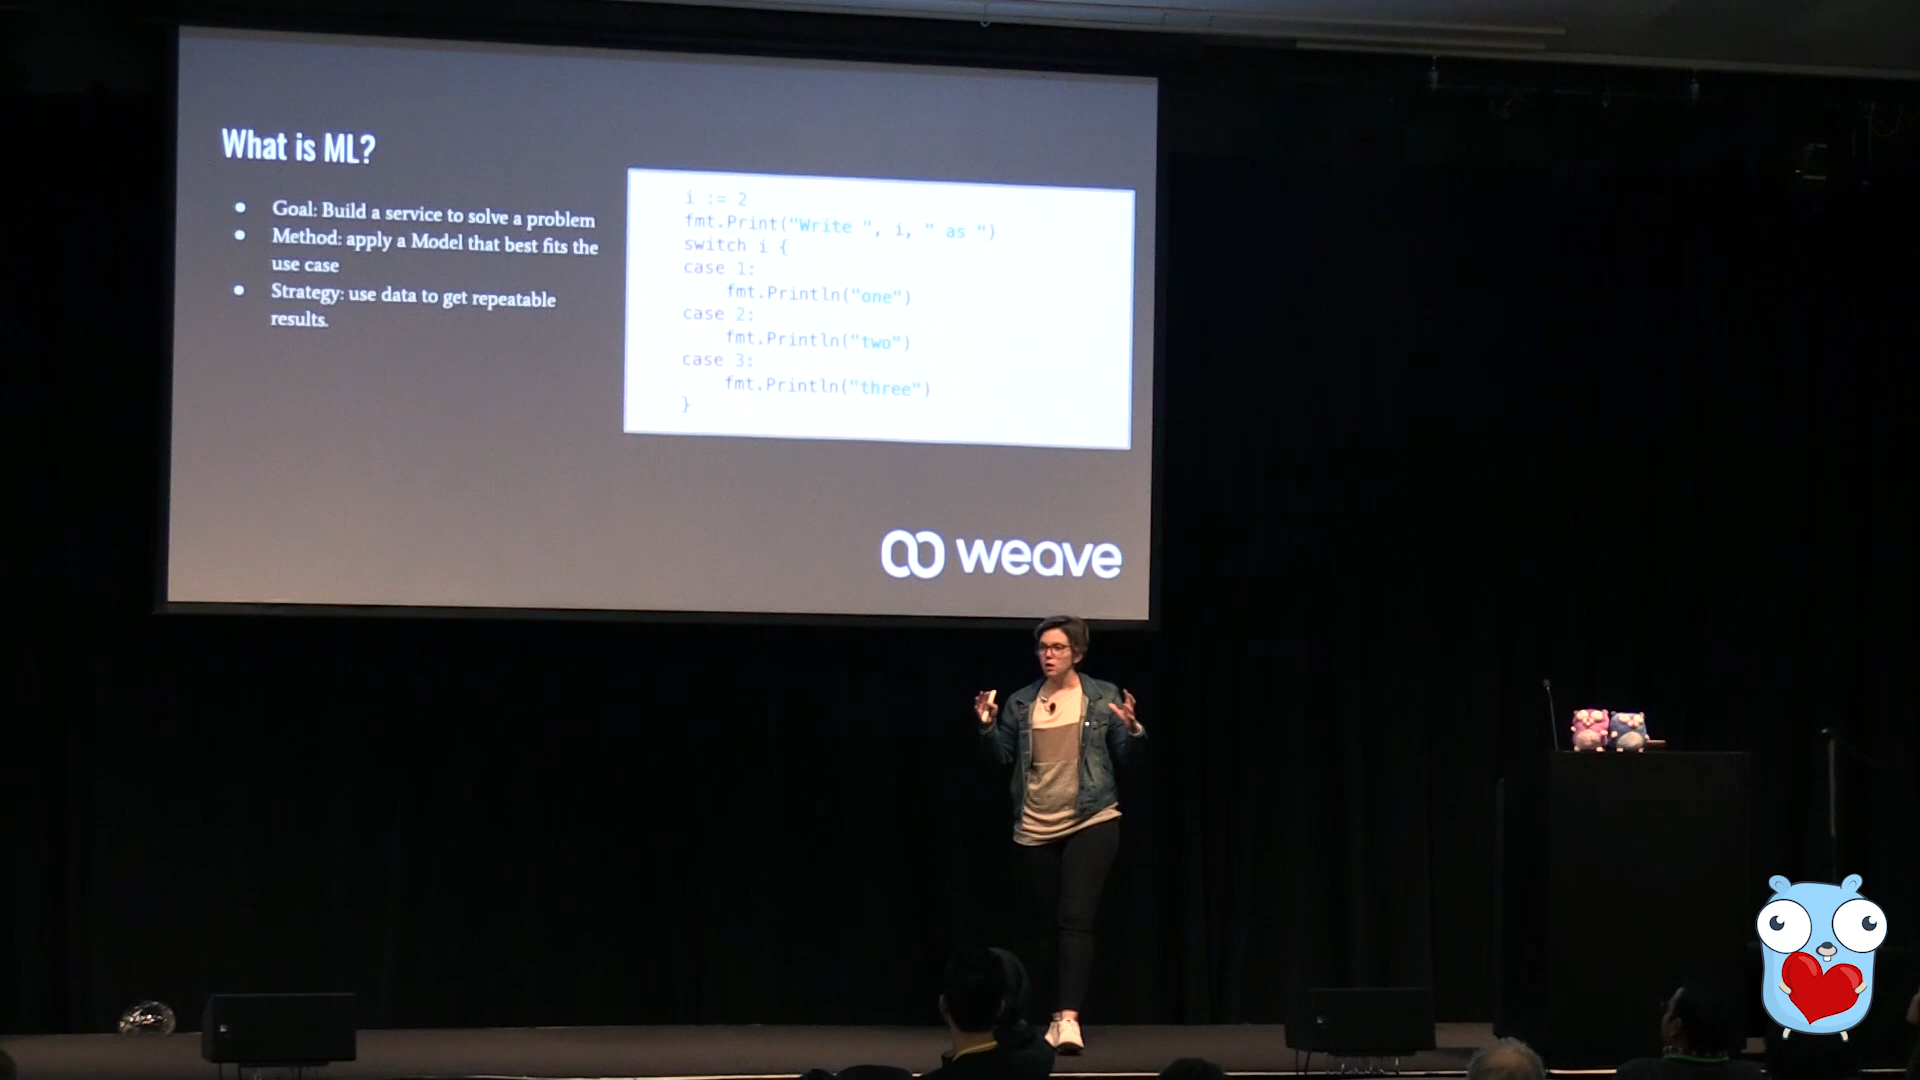 What is ML?
● Goal: Build a service to solve a problem
● Method: apply a Model that best fits the
use case
● Strategy: use data to get repeatable
results.
i := 2
fmt.Print("Write ", i, " as ")
switch i {
case 1:
    fmt.Println("one")
case 2:
    fmt.Println("two")
case 3:
    fmt.Println("three")
}
weave